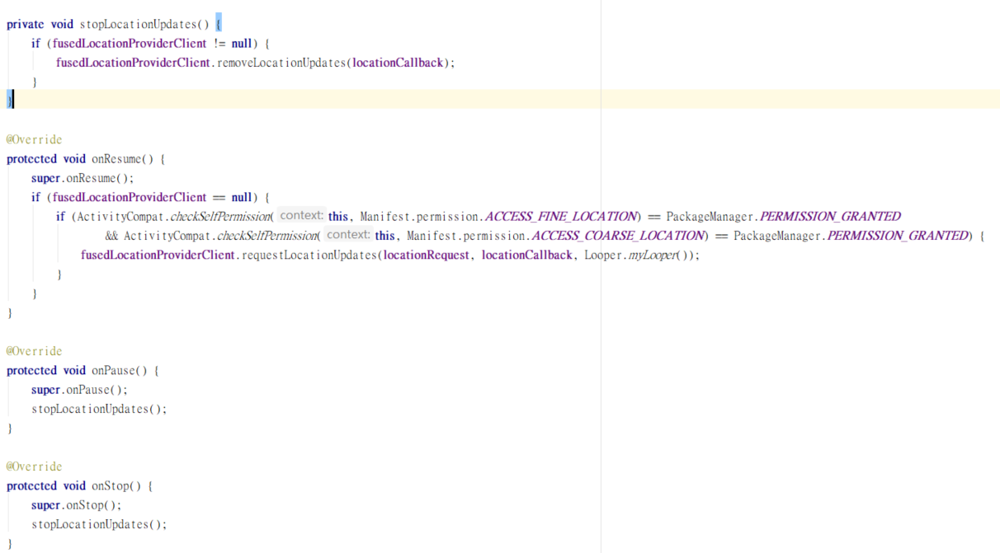 private void stopLocationUpdates() {
if (fusedLocationProviderClient != null) {
fusedLocationProviderClient.removeLocationUpdates(locationCallback);
}
}
@Override
protected void onResume() {
super.onResume();
if (fusedLocationProviderClient == null) {
if (ActivityCompat.checkSelfPermission( context: this, Manifest.permission.ACCESS_FINE_LOCATION) == PackageManager.PERMISSION_GRANTED
&& ActivityCompat.checkSelfPermission( context: this, Manifest.permission.ACCESS_COARSE_LOCATION) == PackageManager.PERMISSION_GRANTED) {
fusedLocationProviderClient.requestLocationUpdates(locationRequest, locationCallback, Looper.myLooper());
}
}
}
@Override
protected void onPause() {
super.onPause();
stopLocationUpdates();
}
@Override
protected void onStop() {
super.onStop();
stopLocationUpdates();
}